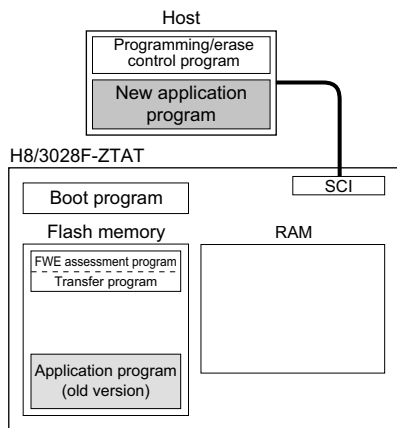 Host
Programming/erase
control program
New application
program
H8/3028F-ZTAT
SCI
Boot program
Flash memory
RAM
FWE assessment program
Transfer program
Application program
(old version)